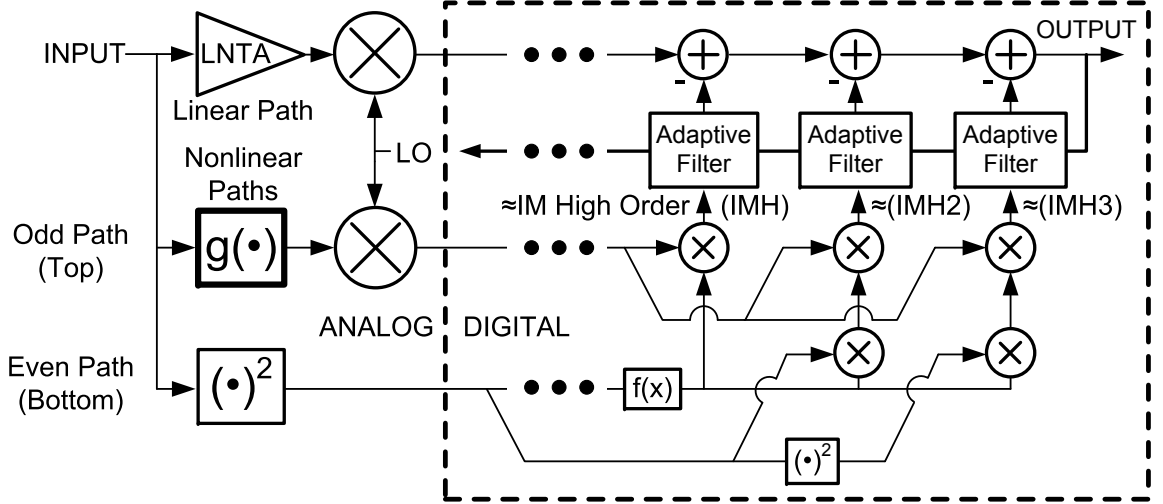 INPUT
LNTA
OUTPUT
+
+
+
-
-
-
Linear Path
Adaptive
Filter
Adaptive
Filter
Adaptive
Filter
LO
Nonlinear
Paths
≈IM High Order
(IMH)
≈(IMH2)
≈(IMH3)
Odd Path
(Top)
g(•)
×
×
×
ANALOG
DIGITAL
×
×
Even Path
(Bottom)
(•)²
f(x)
(•)²